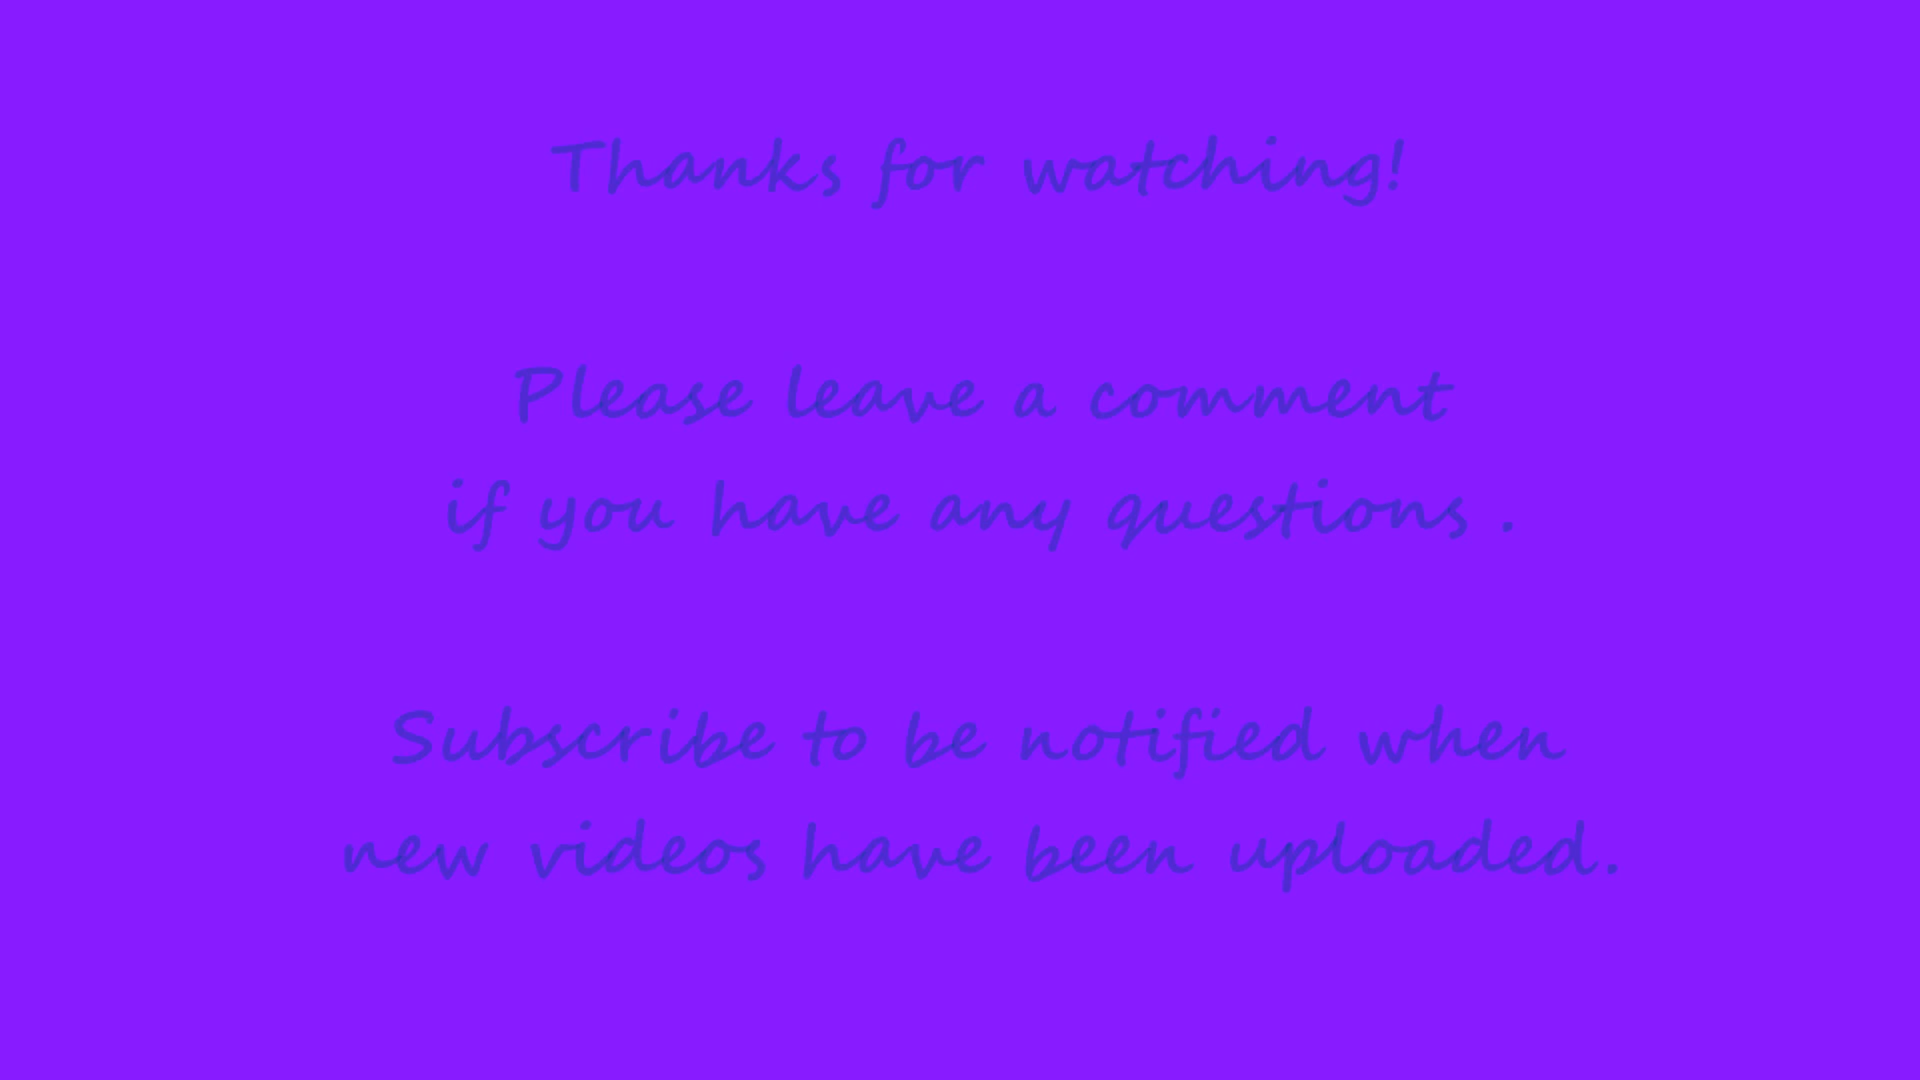 Thanks for watching!
Please leave a comment
if you have any questions .
Subscribe to be notified when
new videos have been uploaded.